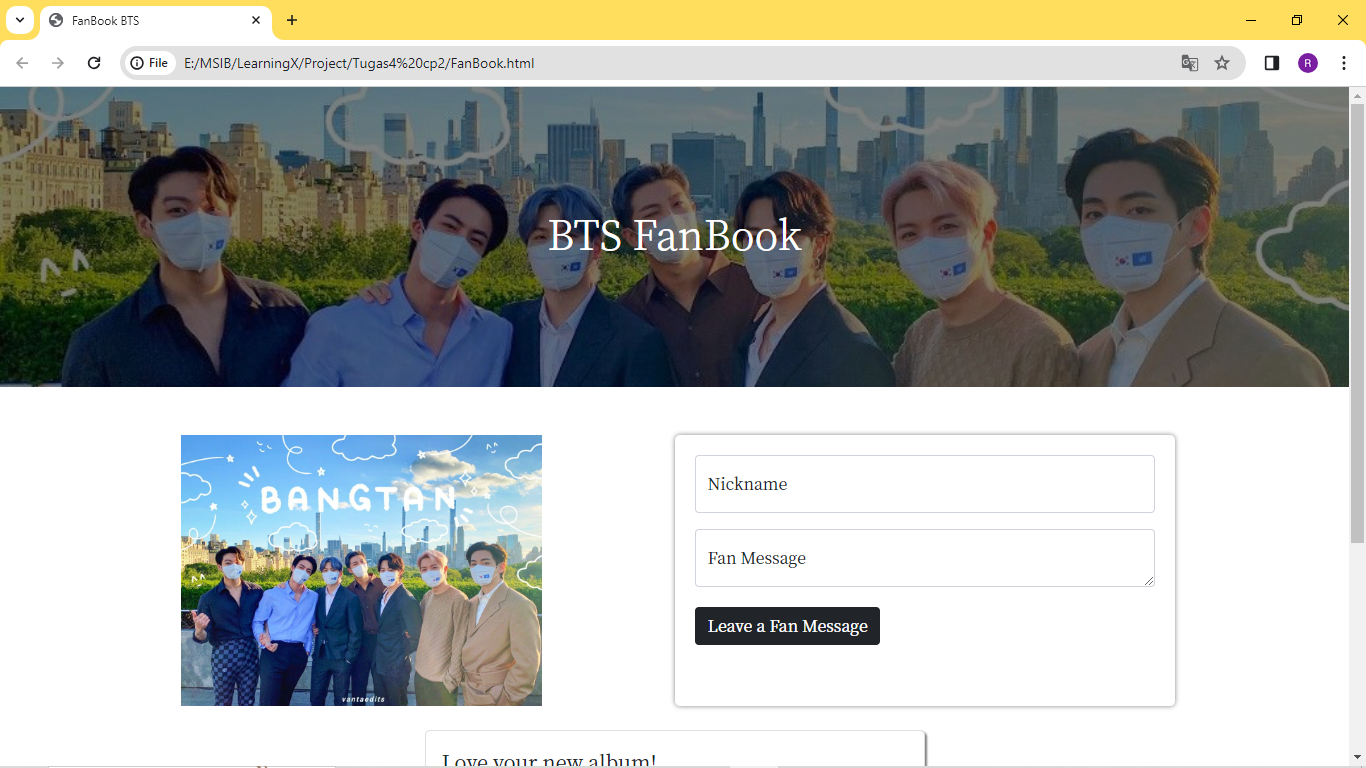 FanBook BTS
File
E:/MSIB/LearningX/Project/Tugas4%20cp2/FanBook.html
R
BTS FanBook
BANGTAN
vantaedits
Nickname
Fan Message
Leave a Fan Message
Love your new album!